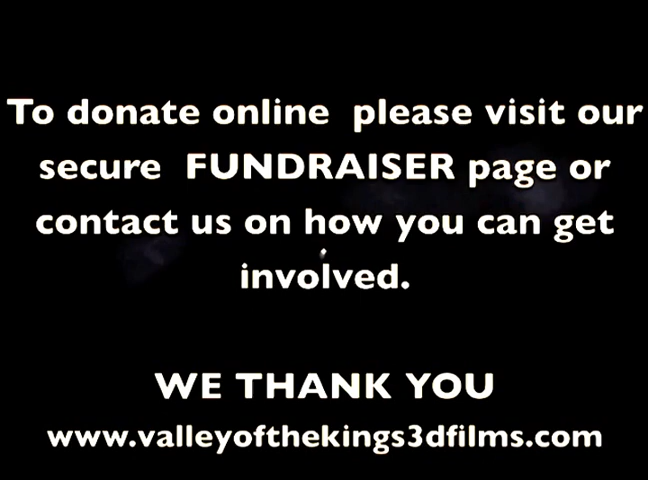 To donate online  please visit our
secure  FUNDRAISER page or
contact us on how you can get
involved.
WE THANK YOU
www.valleyofthekings3dfilms.com